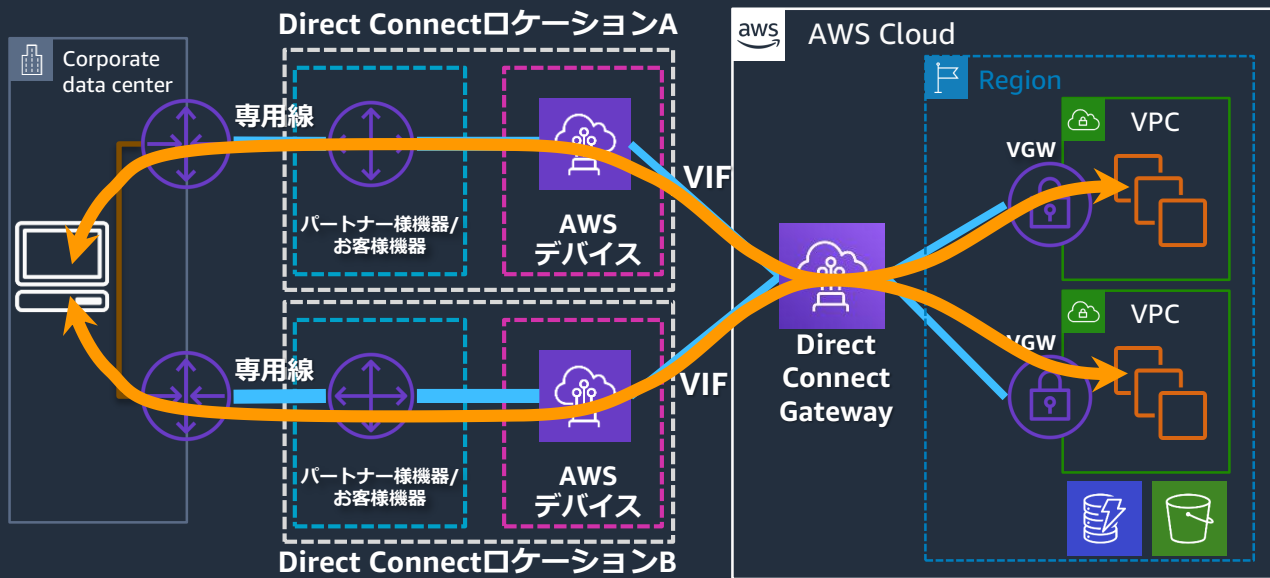 Direct ConnectロケーションA
aws
AWS Cloud
Corporate
data center
Region
専用線
VPC
VGW
VIF
パートナー様機器/
お客様機器
AWS
デバイス
VPC
VGW
Direct
Connect
Gateway
専用線
VIF
パートナー様機器/
お客様機器
AWS
デバイス
Direct ConnectロケーションB